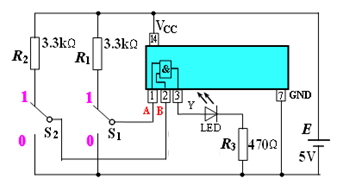 VCC
14
R2 3.3kΩ R1 3.3kΩ
&
1 1 1 2 3 7 GND
A B Y
S2 S1 LED E
0 0 R3 470Ω 5V